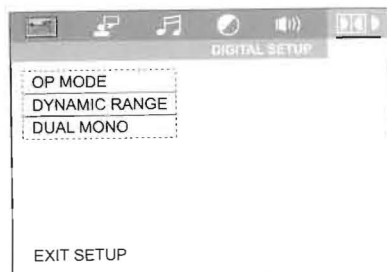 DIGITAL SETUP
OP MODE
DYNAMIC RANGE
DUAL MONO
EXIT SETUP